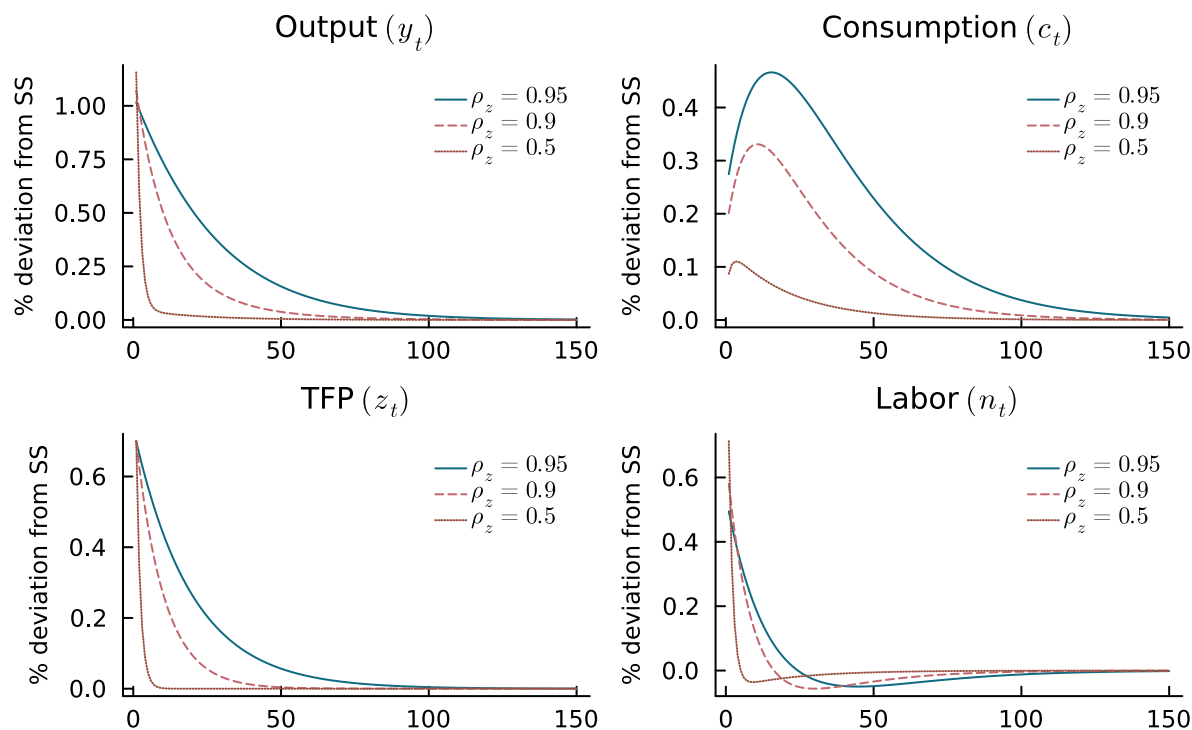 Output (y_t)
% deviation from SS
1.00
0.75
0.50
0.25
0.00
0
50
100
150
ρ_z = 0.95
ρ_z = 0.9
ρ_z = 0.5
Consumption (c_t)
% deviation from SS
0.4
0.3
0.2
0.1
0.0
0
50
100
150
ρ_z = 0.95
ρ_z = 0.9
ρ_z = 0.5
TFP (z_t)
% deviation from SS
0.6
0.4
0.2
0.0
0
50
100
150
ρ_z = 0.95
ρ_z = 0.9
ρ_z = 0.5
Labor (n_t)
% deviation from SS
0.6
0.4
0.2
0.0
0
50
100
150
ρ_z = 0.95
ρ_z = 0.9
ρ_z = 0.5